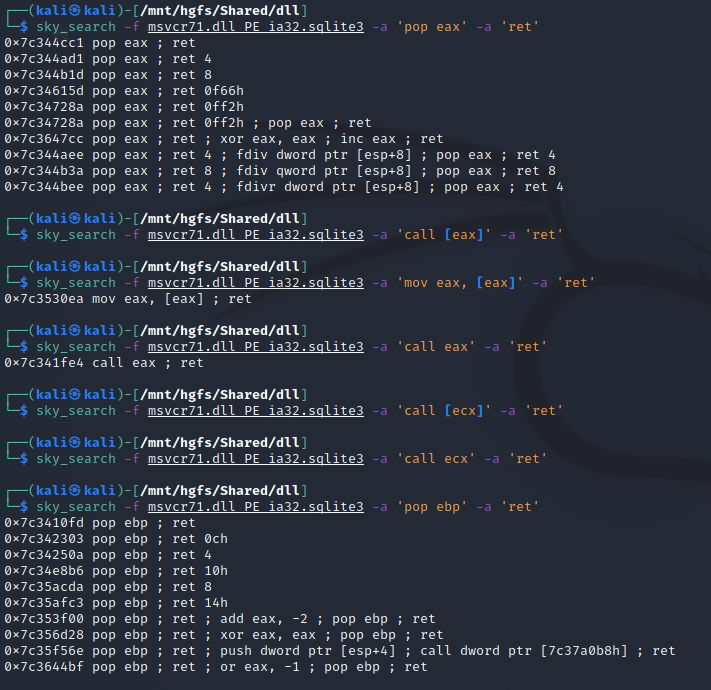 ┌──(kali㉿kali)-[/mnt/hgfs/Shared/dll]
└─$ sky_search -f msvcr71.dll_PE_ia32.sqlite3 -a 'pop eax' -a 'ret'
0×7c344cc1 pop eax ; ret
0×7c344ad1 pop eax ; ret 4
0×7c344b1d pop eax ; ret 8
0×7c34615d pop eax ; ret 0f66h
0×7c34728a pop eax ; ret 0ff2h
0×7c34728a pop eax ; ret 0ff2h ; pop eax ; ret
0×7c3647cc pop eax ; ret ; xor eax, eax ; inc eax ; ret
0×7c344aee pop eax ; ret 4 ; fdiv dword ptr [esp+8] ; pop eax ; ret 4
0×7c344b3a pop eax ; ret 8 ; fdiv qword ptr [esp+8] ; pop eax ; ret 8
0×7c344bee pop eax ; ret 4 ; fdivr dword ptr [esp+8] ; pop eax ; ret 4
┌──(kali㉿kali)-[/mnt/hgfs/Shared/dll]
└─$ sky_search -f msvcr71.dll_PE_ia32.sqlite3 -a 'call [eax]' -a 'ret'
┌──(kali㉿kali)-[/mnt/hgfs/Shared/dll]
└─$ sky_search -f msvcr71.dll_PE_ia32.sqlite3 -a 'mov eax, [eax]' -a 'ret'
0×7c3530ea mov eax, [eax] ; ret
┌──(kali㉿kali)-[/mnt/hgfs/Shared/dll]
└─$ sky_search -f msvcr71.dll_PE_ia32.sqlite3 -a 'call eax' -a 'ret'
0×7c341fe4 call eax ; ret
┌──(kali㉿kali)-[/mnt/hgfs/Shared/dll]
└─$ sky_search -f msvcr71.dll_PE_ia32.sqlite3 -a 'call [ecx]' -a 'ret'
┌──(kali㉿kali)-[/mnt/hgfs/Shared/dll]
└─$ sky_search -f msvcr71.dll_PE_ia32.sqlite3 -a 'call ecx' -a 'ret'
┌──(kali㉿kali)-[/mnt/hgfs/Shared/dll]
└─$ sky_search -f msvcr71.dll_PE_ia32.sqlite3 -a 'pop ebp' -a 'ret'
0×7c3410fd pop ebp ; ret
0×7c342303 pop ebp ; ret 0ch
0×7c34250a pop ebp ; ret 4
0×7c34e8b6 pop ebp ; ret 10h
0×7c35acda pop ebp ; ret 8
0×7c35afc3 pop ebp ; ret 14h
0×7c353f00 pop ebp ; ret ; add eax, -2 ; pop ebp ; ret
0×7c356d28 pop ebp ; ret ; xor eax, eax ; pop ebp ; ret
0×7c35f56e pop ebp ; ret ; push dword ptr [esp+4] ; call dword ptr [7c37a0b8h] ; ret
0×7c3644bf pop ebp ; ret ; or eax, -1 ; pop ebp ; ret